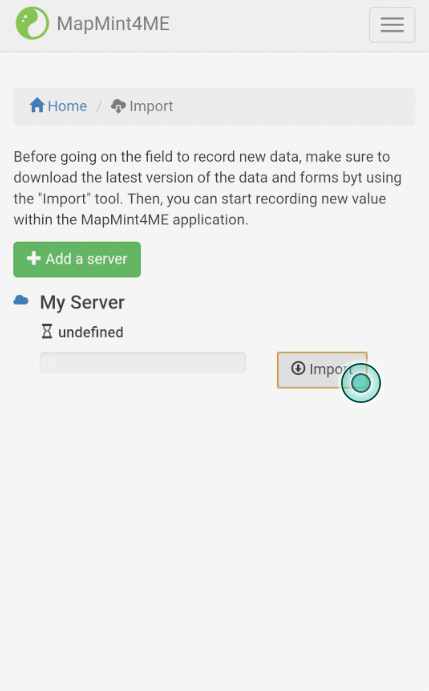 MapMint4ME
Home / Import
Before going on the field to record new data, make sure to
download the latest version of the data and forms byt using
the "Import" tool. Then, you can start recording new value
within the MapMint4ME application.
Add a server
My Server
undefined
0%
Import